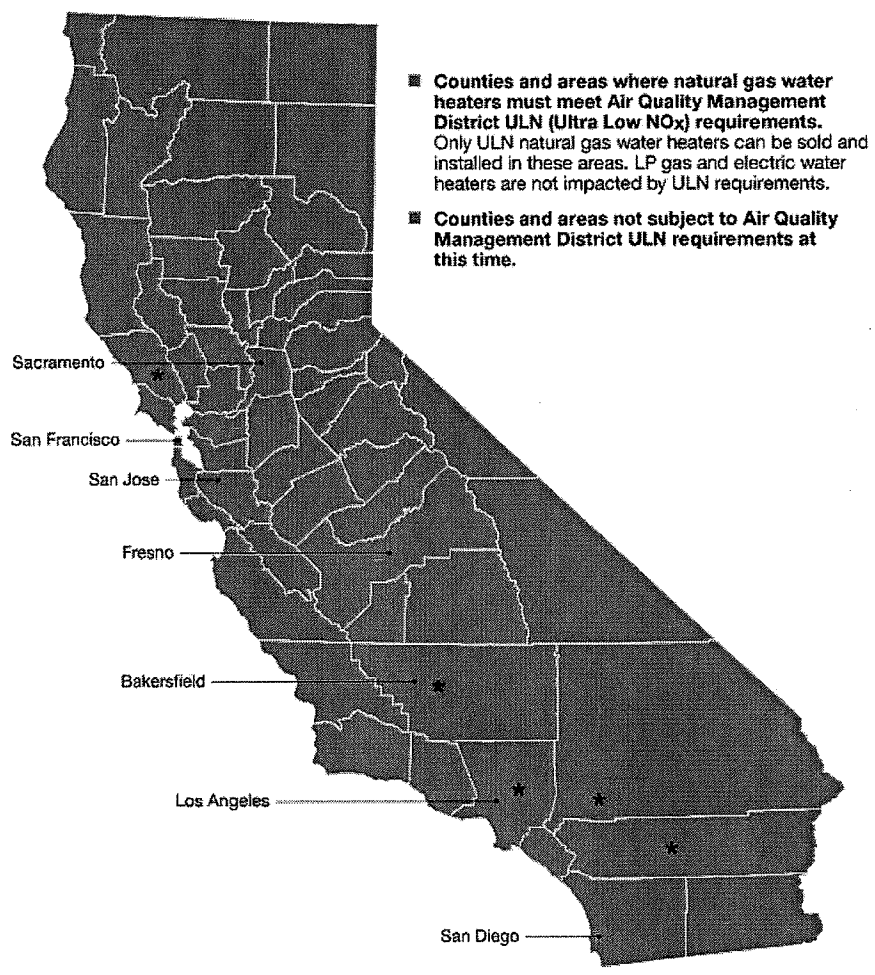 ■ Counties and areas where natural gas water
heaters must meet Air Quality Management
District ULN (Ultra Low NOx) requirements.
Only ULN natural gas water heaters can be sold and
installed in these areas. LP gas and electric water
heaters are not impacted by ULN requirements.
■ Counties and areas not subject to Air Quality
Management District ULN requirements at
this time.
Sacramento
*
San Francisco
San Jose
Fresno
Bakersfield
*
Los Angeles
*
*
*
San Diego